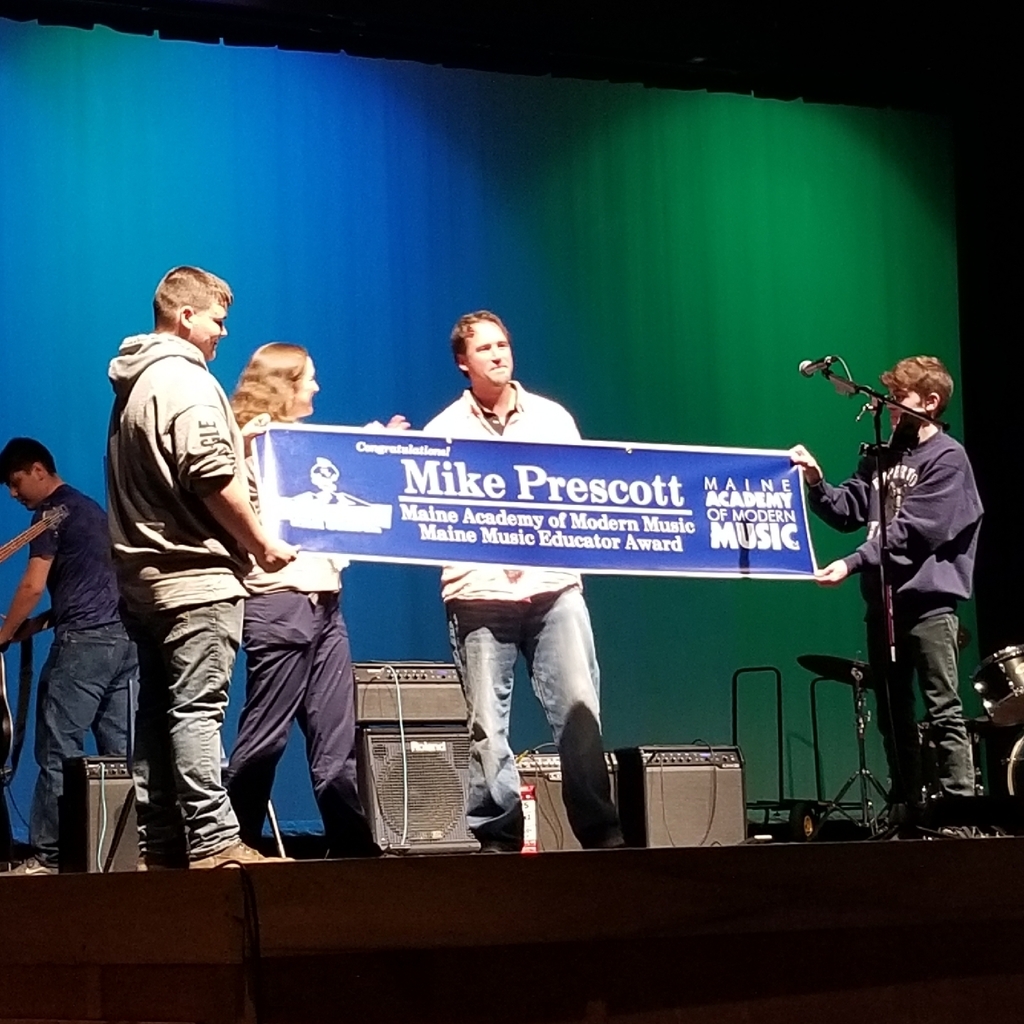 Congratulations!
Mike Prescott
Maine Academy of Modern Music
Maine Music Educator Award
MAINE
ACADEMY
OF MODERN
MUSIC
Roland